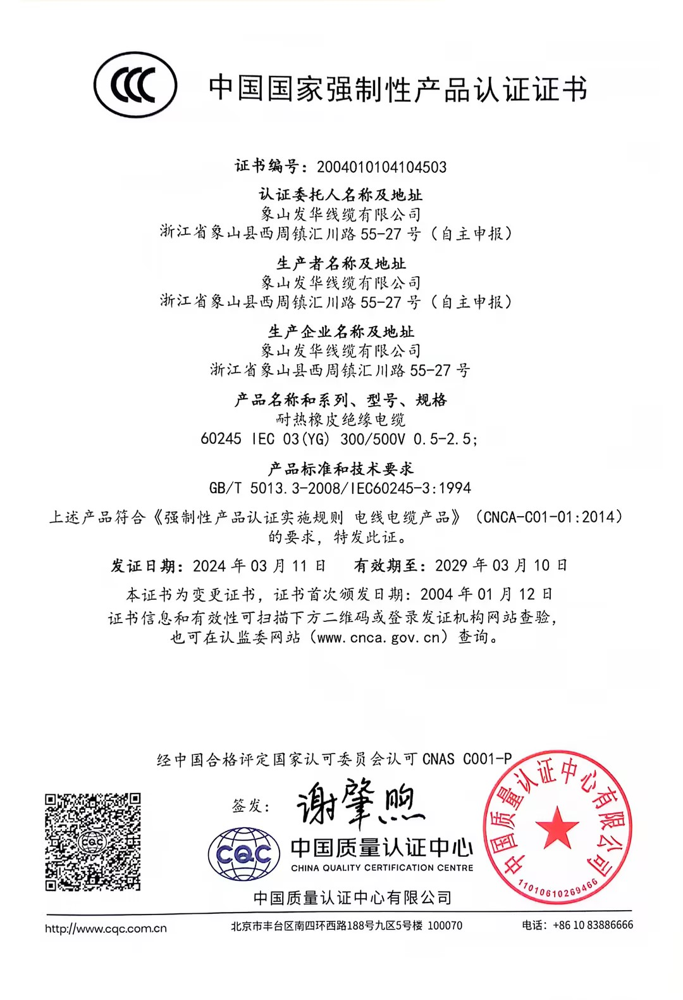 CCC
中国国家强制性产品认证证书
证书编号：2004010104104503
认证委托人名称及地址
象山发华线缆有限公司
浙江省象山县西周镇汇川路 55-27 号（自主申报）
生产者名称及地址
象山发华线缆有限公司
浙江省象山县西周镇汇川路 55-27 号（自主申报）
生产企业名称及地址
象山发华线缆有限公司
浙江省象山县西周镇汇川路 55-27 号
产品名称和系列、型号、规格
耐热橡皮绝缘电缆
60245 IEC 03(YG) 300/500V 0.5-2.5;
产品标准和技术要求
GB/T 5013.3-2008/IEC60245-3:1994
上述产品符合《强制性产品认证实施规则 电线电缆产品》（CNCA-C01-01:2014）
的要求，特发此证。
发证日期：2024 年 03 月 11 日 有效期至：2029 年 03 月 10 日
本证书为变更证书，证书首次颁发日期：2004 年 01 月 12 日
证书信息和有效性可扫描下方二维码或登录发证机构网站查验，
也可在认监委网站（www.cnca.gov.cn）查询。
经中国合格评定国家认可委员会认可 CNAS C001-P
签发：谢肇煦
CQC
CQC 中国质量认证中心
CHINA QUALITY CERTIFICATION CENTRE
中国质量认证中心有限公司
中国质量认证中心有限公司
11010610269466
http://www.cqc.com.cn 北京市丰台区南四环西路188号九区5号楼 100070 电话：+86 10 83886666